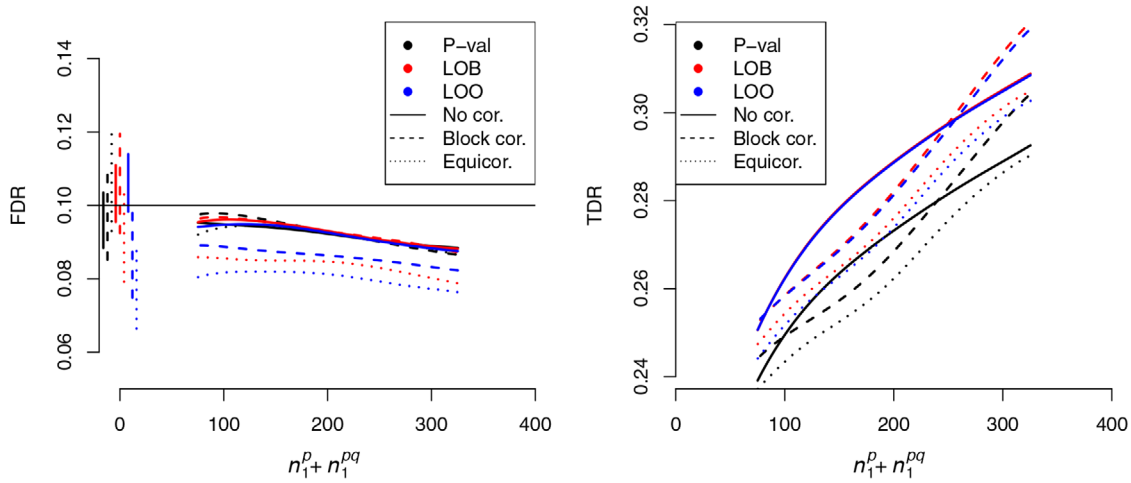 FDR
0.14
0.12
0.10
0.08
0.06
P−val
LOB
LOO
No cor.
Block cor.
Equicor.
0 100 200 300 400
n₁ᵖ + n₁ᵖq
TDR
0.32
0.30
0.28
0.26
0.24
P−val
LOB
LOO
No cor.
Block cor.
Equicor.
0 100 200 300 400
n₁ᵖ + n₁ᵖq